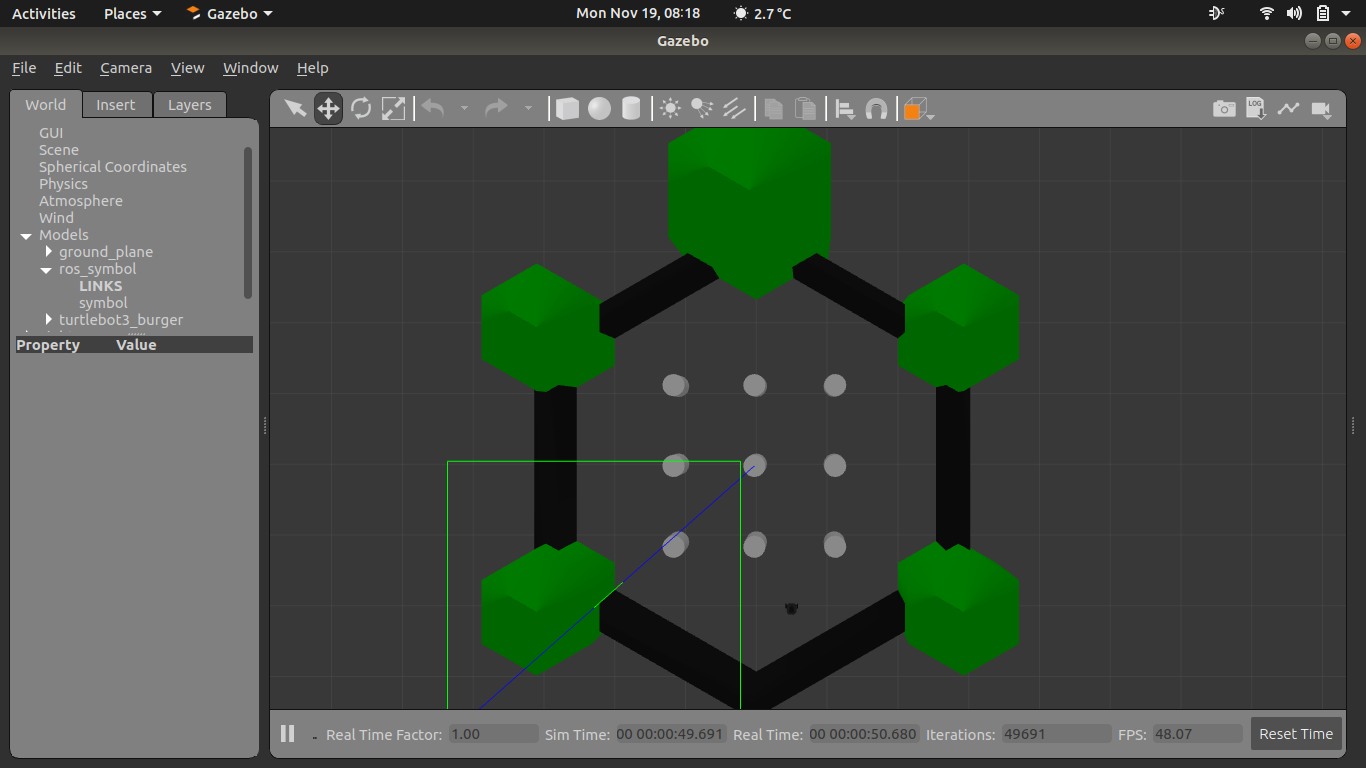 Activities Places Gazebo Mon Nov 19, 08:18 2.7 °C
Gazebo
File Edit Camera View Window Help
World Insert Layers
LOG
GUI
Scene
Spherical Coordinates
Physics
Atmosphere
Wind
Models
ground_plane
ros_symbol
LINKS
symbol
turtlebot3_burger
Property Value
Real Time Factor: 1.00 Sim Time: 00 00:00:49.691 Real Time: 00 00:00:50.680 Iterations: 49691 FPS: 48.07 Reset Time